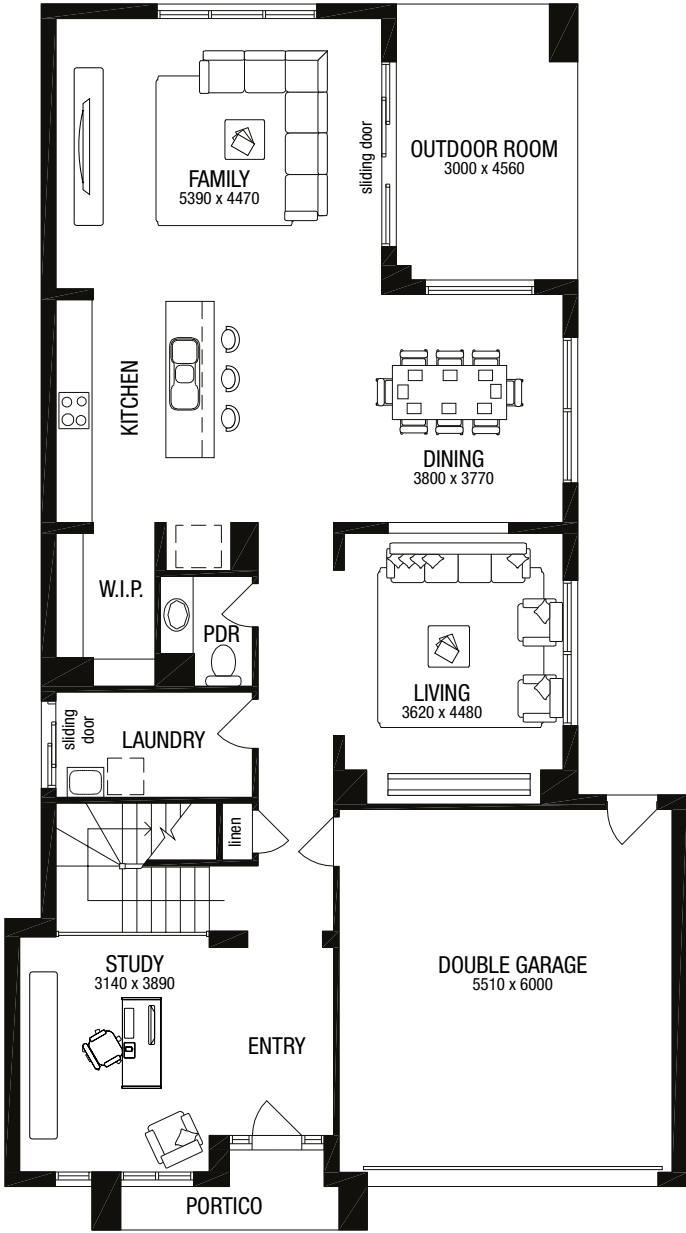 OUTDOOR ROOM
3000 x 4560
sliding door
FAMILY
5390 x 4470
KITCHEN
DINING
3800 x 3770
W.I.P.
PDR
LIVING
3620 x 4480
sliding
door
LAUNDRY
linen
STUDY
3140 x 3890
DOUBLE GARAGE
5510 x 6000
ENTRY
PORTICO